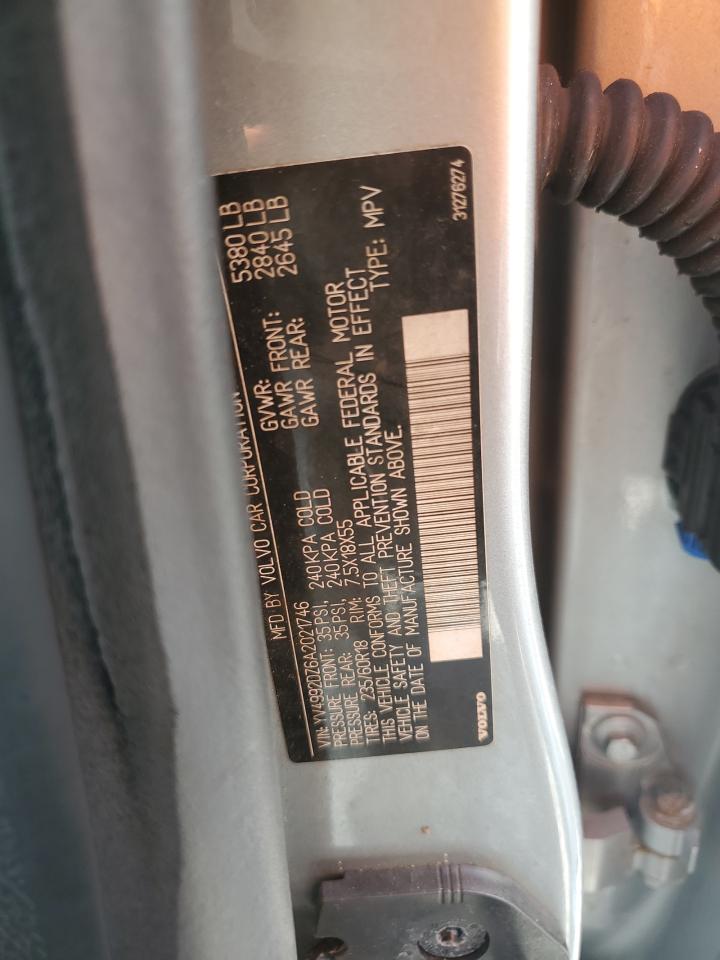 MFD BY VOLVO CAR CORPORATION
GVWR: 5380 LB
GAWR FRONT: 2840 LB
GAWR REAR: 2645 LB
VIN: YV4992DZ6A2021746
PRESSURE FRONT: 35PSI, 240KPA COLD
PRESSURE REAR: 35PSI, 240KPA COLD
TIRES: 235/60R18 RIM: 7.5X18X55
THIS VEHICLE CONFORMS TO ALL APPLICABLE FEDERAL MOTOR
VEHICLE SAFETY AND THEFT PREVENTION STANDARDS IN EFFECT
ON THE DATE OF MANUFACTURE SHOWN ABOVE. TYPE: MPV
VOLVO 31276274